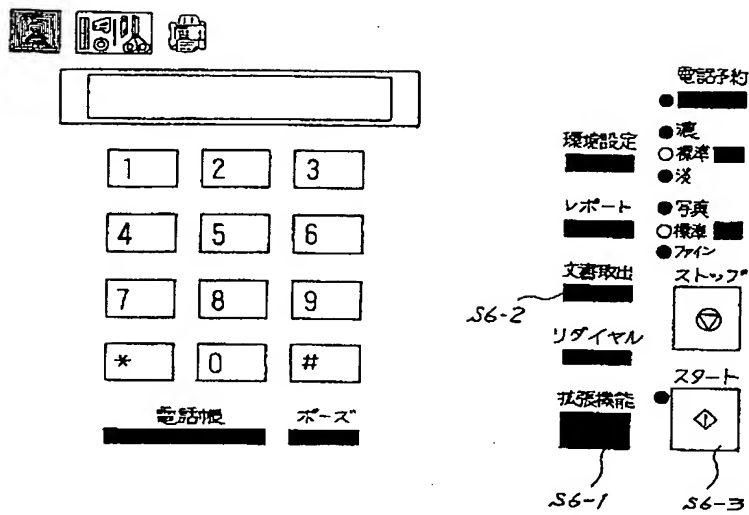 電話予約
濃
標準
淡
写真
標準
ファイン
環境設定
レポート
文書取出
リダイヤル
拡張機能
ストップ
スタート
1 2 3
4 5 6
7 8 9
* 0 #
電話帳 ポーズ
S6-2
S6-1
S6-3